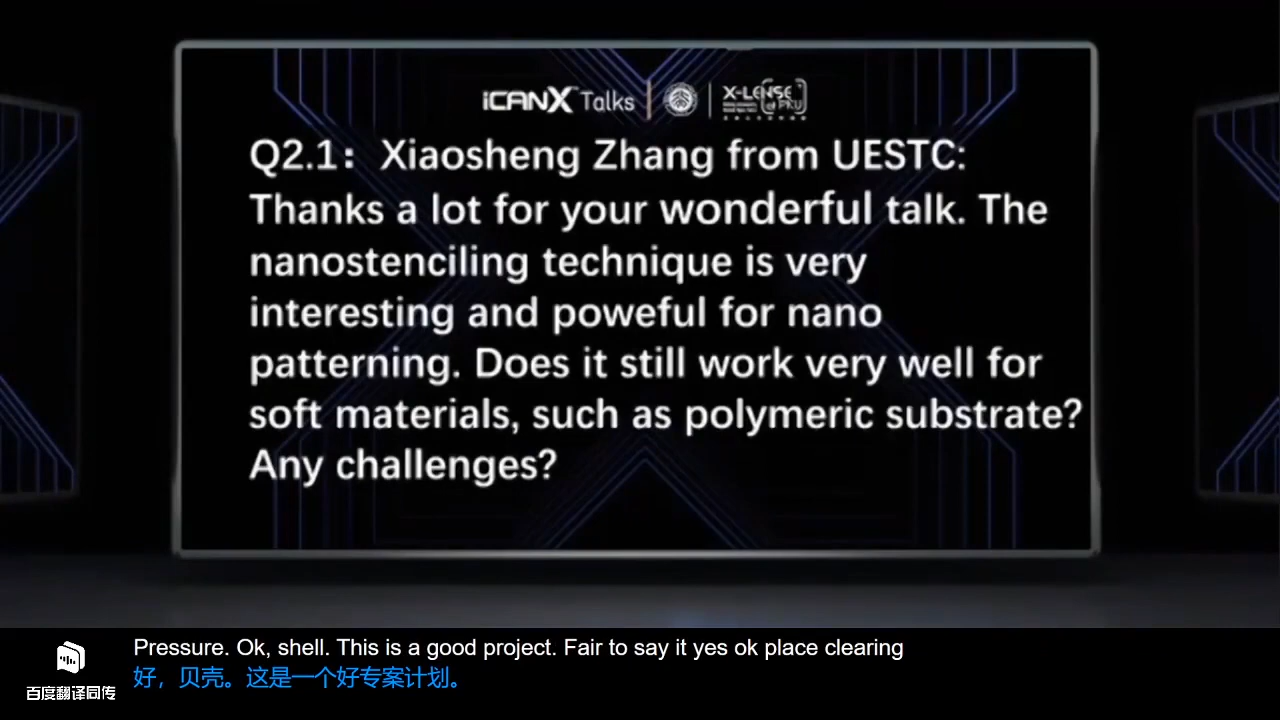 iCANX Talks
X-LENSE
PKU
Q2.1: Xiaosheng Zhang from UESTC:
Thanks a lot for your wonderful talk. The
nanostenciling technique is very
interesting and poweful for nano
patterning. Does it still work very well for
soft materials, such as polymeric substrate?
Any challenges?
Pressure. Ok, shell. This is a good project. Fair to say it yes ok place clearing
好，贝壳。这是一个好专案计划。
百度翻译同传